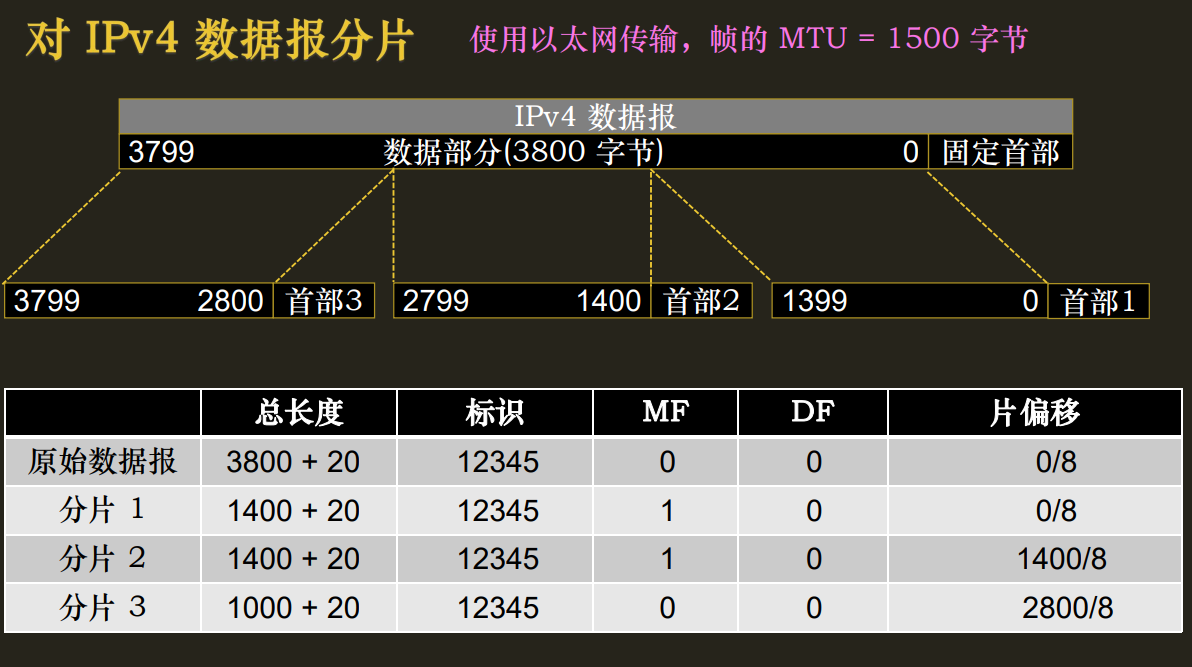 对 IPv4 数据报分片 使用以太网传输，帧的 MTU = 1500 字节
IPv4 数据报
3799 数据部分(3800 字节) 0 固定首部
3799 2800 首部3 2799 1400 首部2 1399 0 首部1
总长度 标识 MF DF 片偏移
原始数据报 3800 + 20 12345 0 0 0/8
分片 1 1400 + 20 12345 1 0 0/8
分片 2 1400 + 20 12345 1 0 1400/8
分片 3 1000 + 20 12345 0 0 2800/8